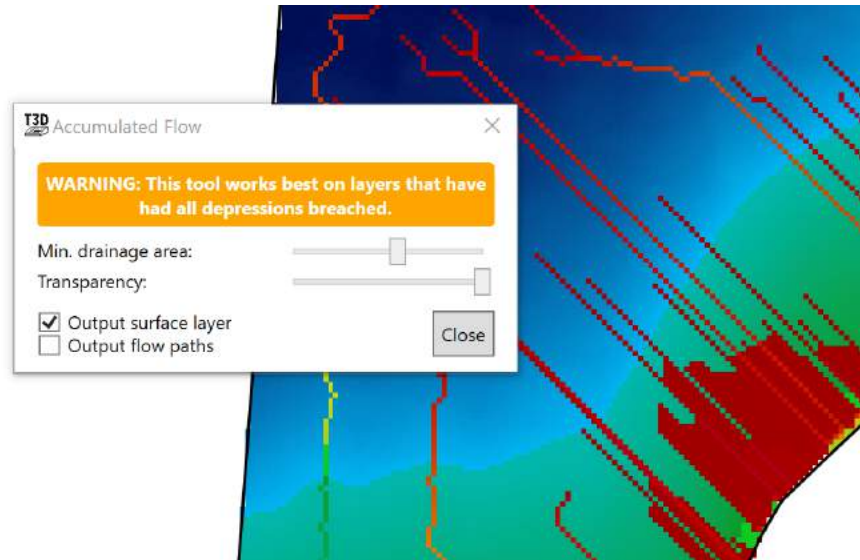 T3D Accumulated Flow
WARNING: This tool works best on layers that have
had all depressions breached.
Min. drainage area:
Transparency:
Output surface layer
Output flow paths
Close